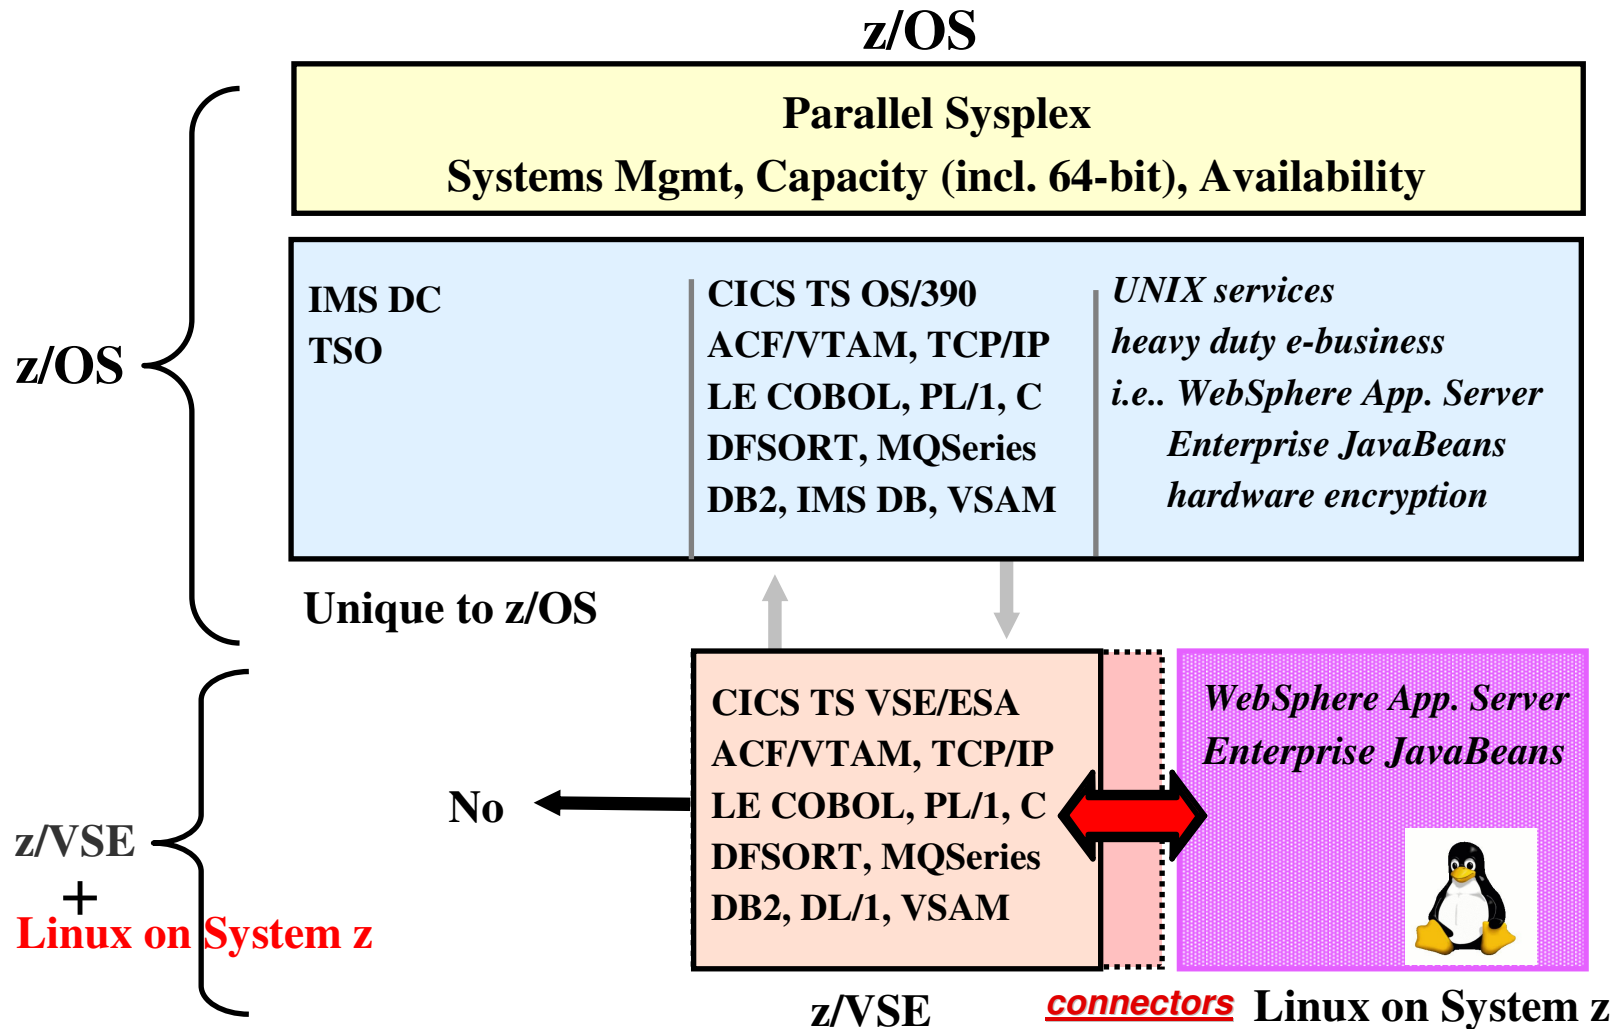 z/OS
Parallel Sysplex
Systems Mgmt, Capacity (incl. 64-bit), Availability
z/OS
IMS DC
TSO
CICS TS OS/390
ACF/VTAM, TCP/IP
LE COBOL, PL/1, C
DFSORT, MQSeries
DB2, IMS DB, VSAM
UNIX services
heavy duty e-business
i.e.. WebSphere App. Server
Enterprise JavaBeans
hardware encryption
Unique to z/OS
z/VSE
+
Linux on System z
No
CICS TS VSE/ESA
ACF/VTAM, TCP/IP
LE COBOL, PL/1, C
DFSORT, MQSeries
DB2, DL/1, VSAM
WebSphere App. Server
Enterprise JavaBeans
z/VSE
connectors
Linux on System z